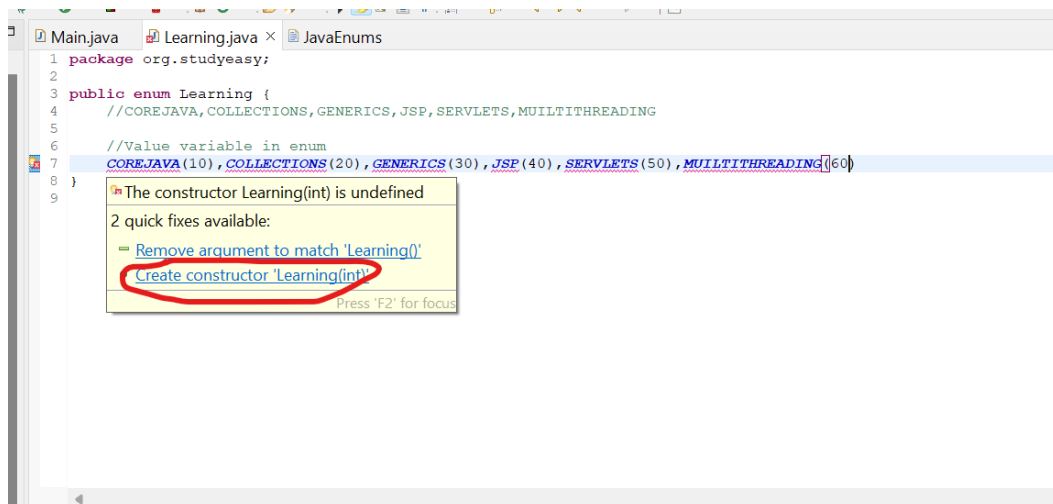 Main.java Learning.java × JavaEnums
1 package org.studyeasy;
2
3 public enum Learning {
4 //COREJAVA,COLLECTIONS,GENERICS,JSP,SERVLETS,MUILTITHREADING
5
6 //Value variable in enum
7 COREJAVA(10),COLLECTIONS(20),GENERICS(30),JSP(40),SERVLETS(50),MUILTITHREADING(60)
8 }
9
The constructor Learning(int) is undefined
2 quick fixes available:
Remove argument to match 'Learning()'
Create constructor 'Learning(int)'
Press 'F2' for focus